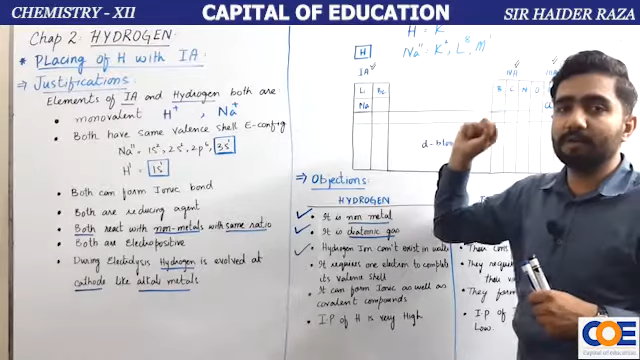 CHEMISTRY - XII
CAPITAL OF EDUCATION
SIR HAIDER RAZA
Chap 2: HYDROGEN
* PLacing of H with IA
⇒ Justifications:
Elements of IA and Hydrogen both are
• monovalent H⁺ , Na⁺
• Both have same valence shell E-config
Na¹¹ = 1s², 2s², 2p⁶, 3s¹
H¹ = 1s¹
• Both can form Ionic bond
• Both are reducing agent
• Both react with non-metals with same ratio
• Both are Electropositive
• During Electolysis Hydrogen is evolved at
cathode like alkali metals
H = K
Na¹¹ = K², L⁸, M¹
H
IA
Li Be
Na
B C N O
⇒ Objections:
HYDROGEN
✓ • It is non metal
✓ • It is diatomic gas
✓ • Hydrogen Ion can't exist in water
• It requires one electron to complete
its valence shell
• It can form Ionic as well as
covalent compounds
• I.P of H is very High
• They
• They form
• I.P of
Low.
COE
Capital of education